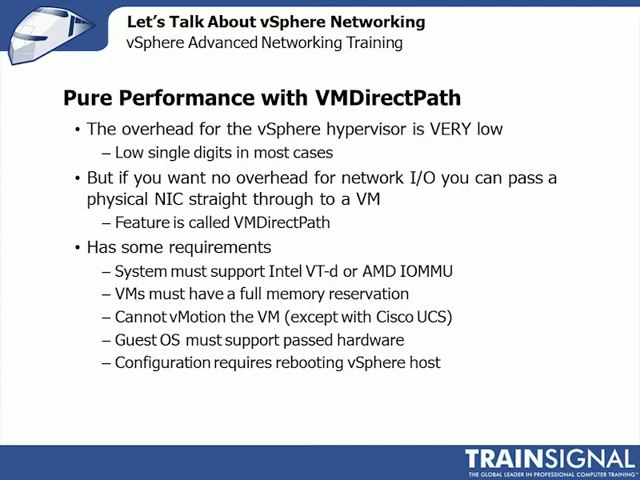 Let's Talk About vSphere Networking
vSphere Advanced Networking Training
Pure Performance with VMDirectPath
• The overhead for the vSphere hypervisor is VERY low
– Low single digits in most cases
• But if you want no overhead for network I/O you can pass a
physical NIC straight through to a VM
– Feature is called VMDirectPath
• Has some requirements
– System must support Intel VT-d or AMD IOMMU
– VMs must have a full memory reservation
– Cannot vMotion the VM (except with Cisco UCS)
– Guest OS must support passed hardware
– Configuration requires rebooting vSphere host
TRAINSIGNAL
THE GLOBAL LEADER IN PROFESSIONAL COMPUTER TRAINING™